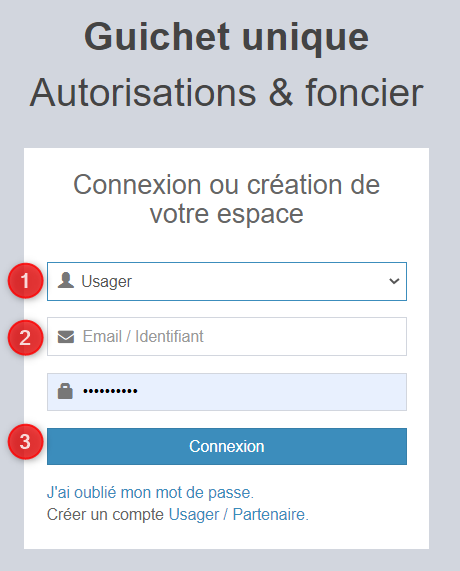 Guichet unique
Autorisations & foncier
Connexion ou création de
votre espace
1 Usager
2 Email / Identifiant
••••••••••
3 Connexion
J'ai oublié mon mot de passe.
Créer un compte Usager / Partenaire.